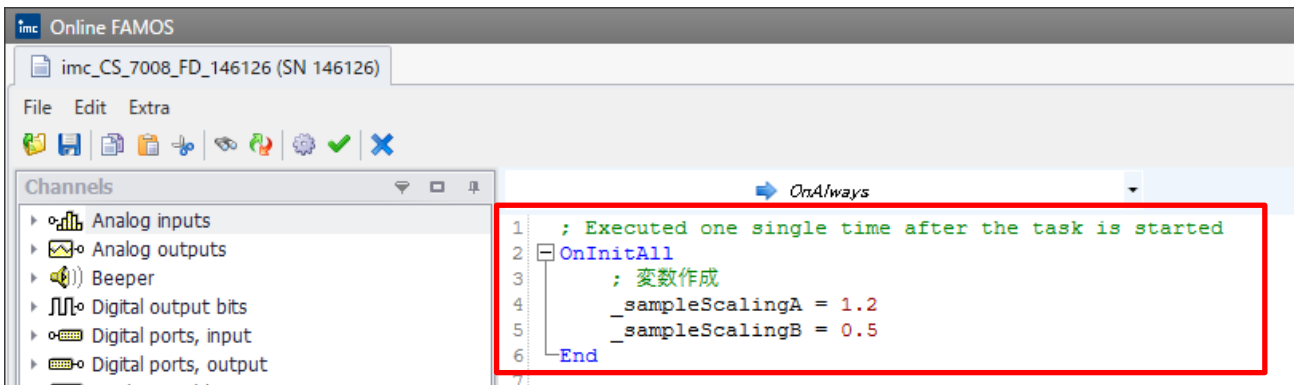 imc Online FAMOS
imc_CS_7008_FD_146126 (SN 146126)
File Edit Extra
Channels
OnAlways
Analog inputs
Analog outputs
Beeper
Digital output bits
Digital ports, input
Digital ports, output
1 ; Executed one single time after the task is started
2 OnInitAll
3 ; 変数作成
4 _sampleScalingA = 1.2
5 _sampleScalingB = 0.5
6 End
7